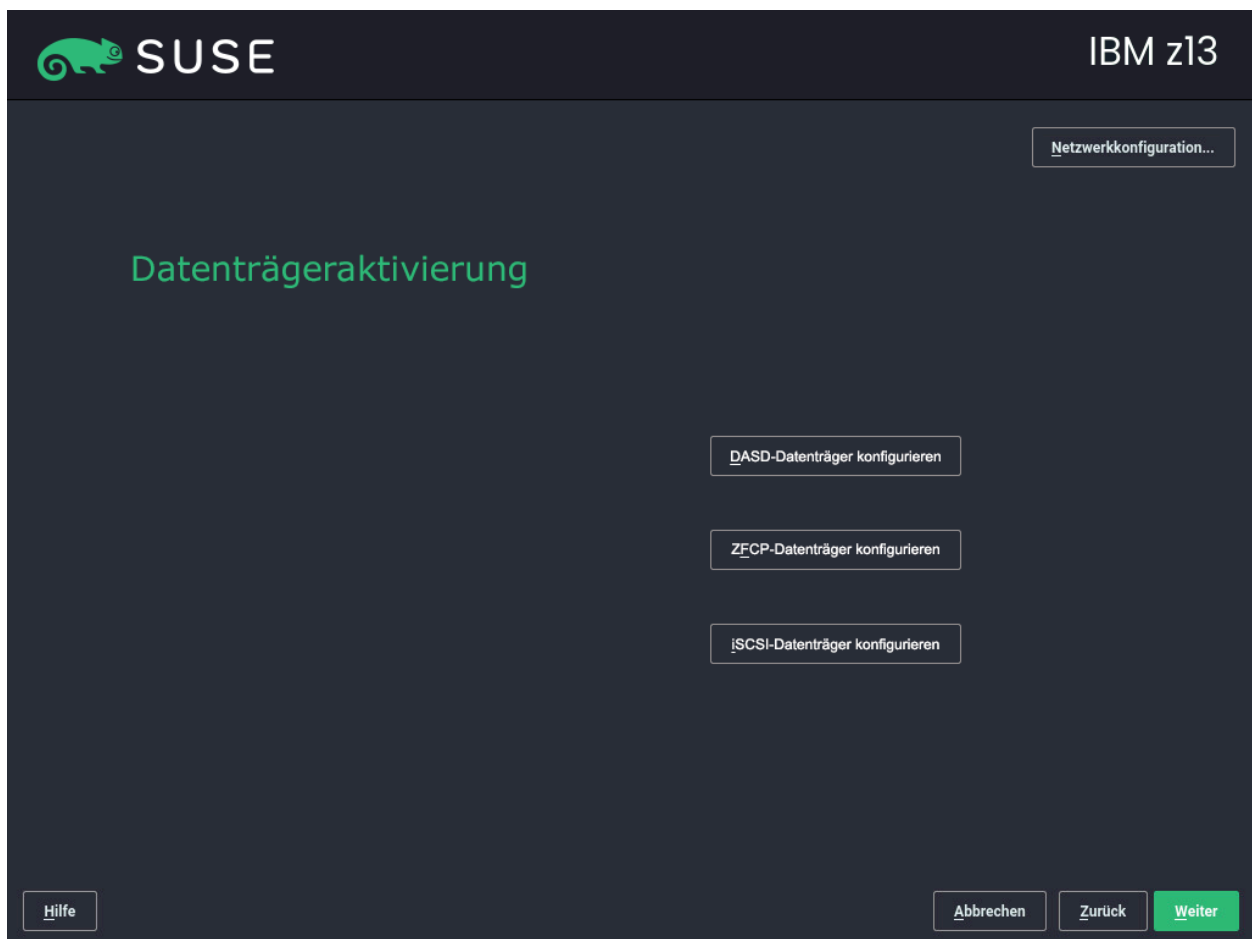 SUSE
IBM z13
Netzwerkkonfiguration...
Datenträgeraktivierung
DASD-Datenträger konfigurieren
ZFCP-Datenträger konfigurieren
iSCSI-Datenträger konfigurieren
Hilfe
Abbrechen
Zurück
Weiter